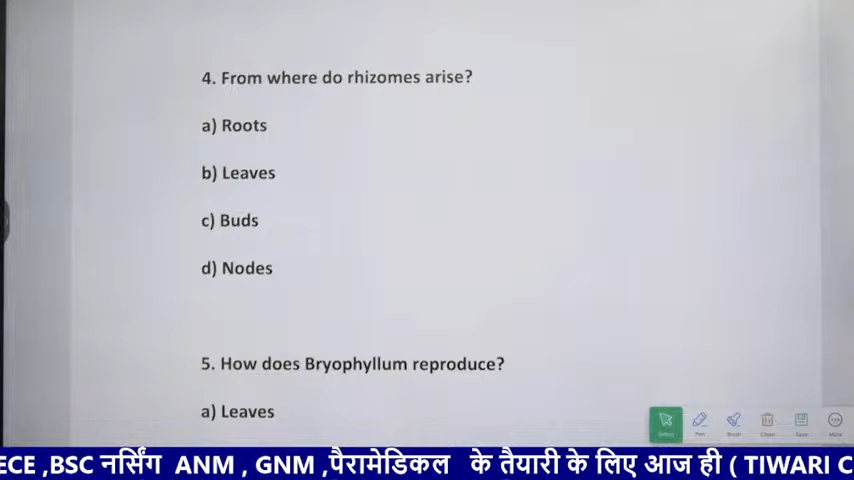 4. From where do rhizomes arise?
a) Roots
b) Leaves
c) Buds
d) Nodes
5. How does Bryophyllum reproduce?
a) Leaves
ECE ,BSC नर्सिंग ANM , GNM ,पैरामेडिकल के तैयारी के लिए आज ही ( TIWARI C